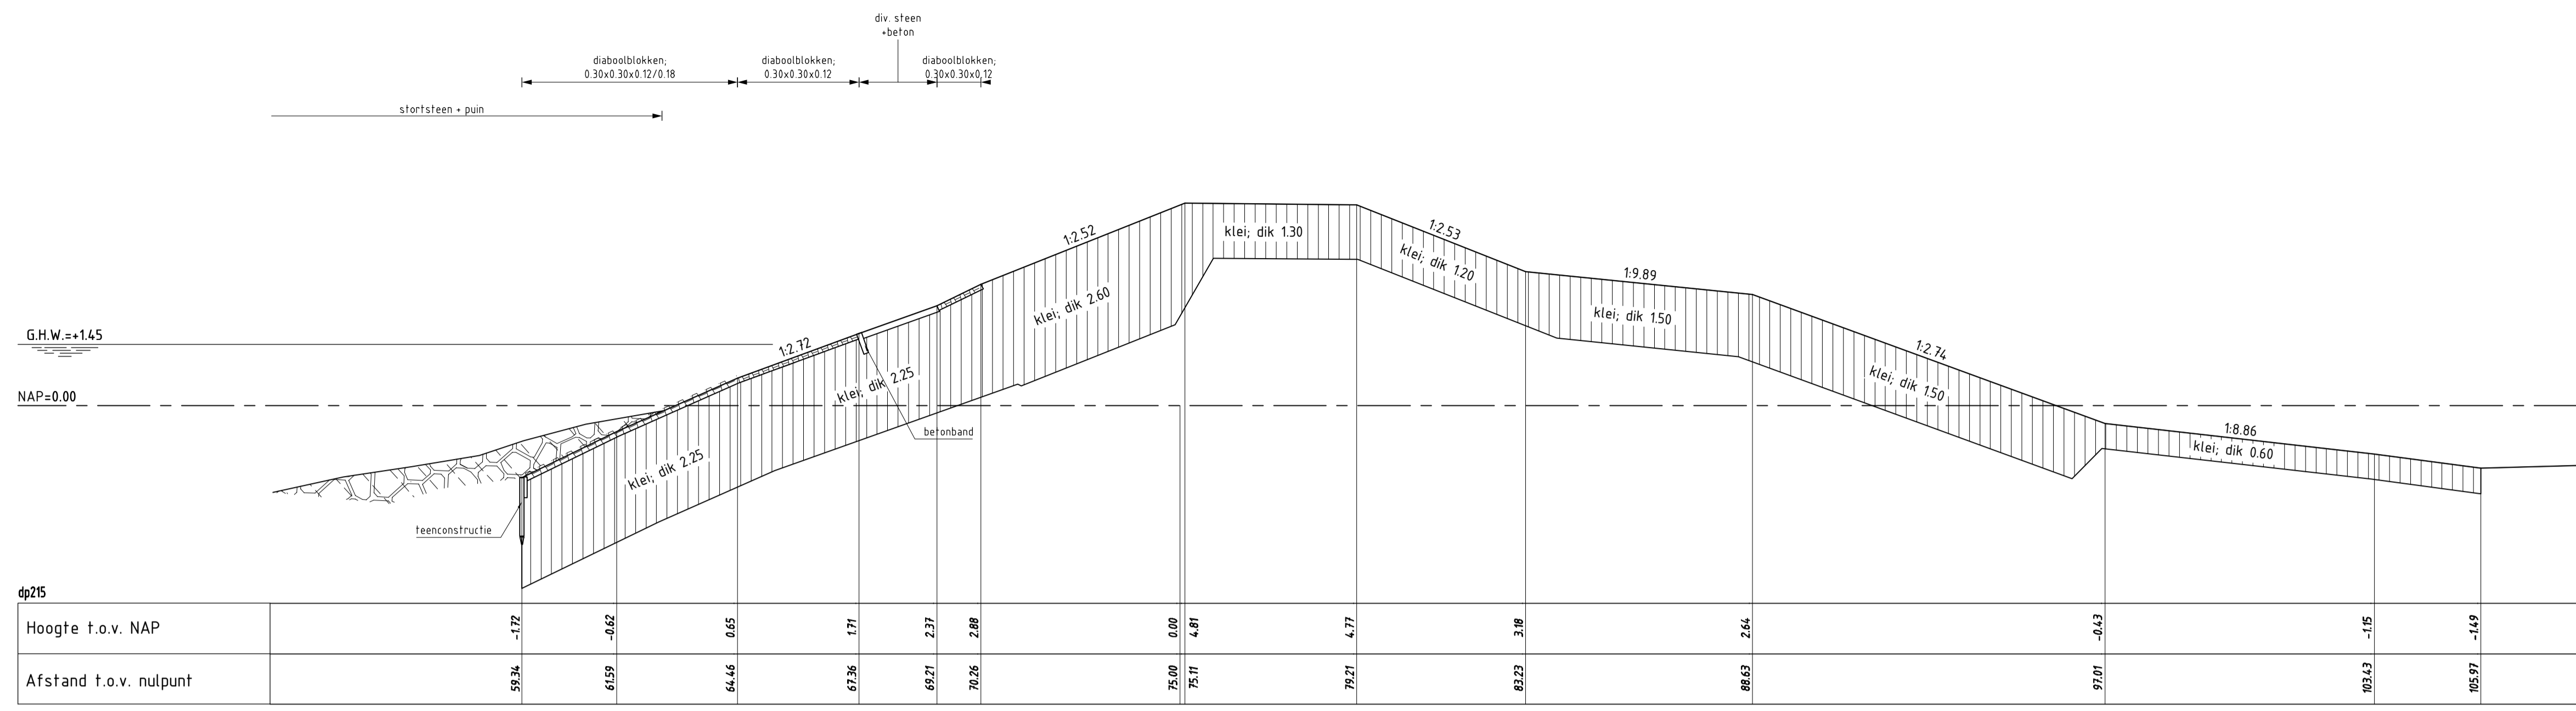 div. steen
+beton
diaboolblokken;
0.30x0.30x0.12/0.18
diaboolblokken;
0.30x0.30x0.12
diaboolblokken;
0.30x0.30x0.12
stortsteen + puin
1:2.52
klei; dik 1.30
1:2.53
klei; dik 1.20
1:9.89
klei; dik 1.50
klei; dik 2.60
G.H.W.=+1.45
1:2.72
1:2.74
klei; dik 1.50
klei; dik 2.25
NAP=0.00
betonband
1:8.86
klei; dik 0.60
klei; dik 2.25
teenconstructie
dp215
Hoogte t.o.v. NAP -1.72 -0.62 0.65 1.71 2.37 2.88 0.00 4.81 4.77 3.18 2.64 -0.43 -1.15 -1.49
Afstand t.o.v. nulpunt 59.34 61.59 64.46 67.36 69.21 70.26 75.00 75.11 79.21 83.23 88.63 97.01 103.43 105.97